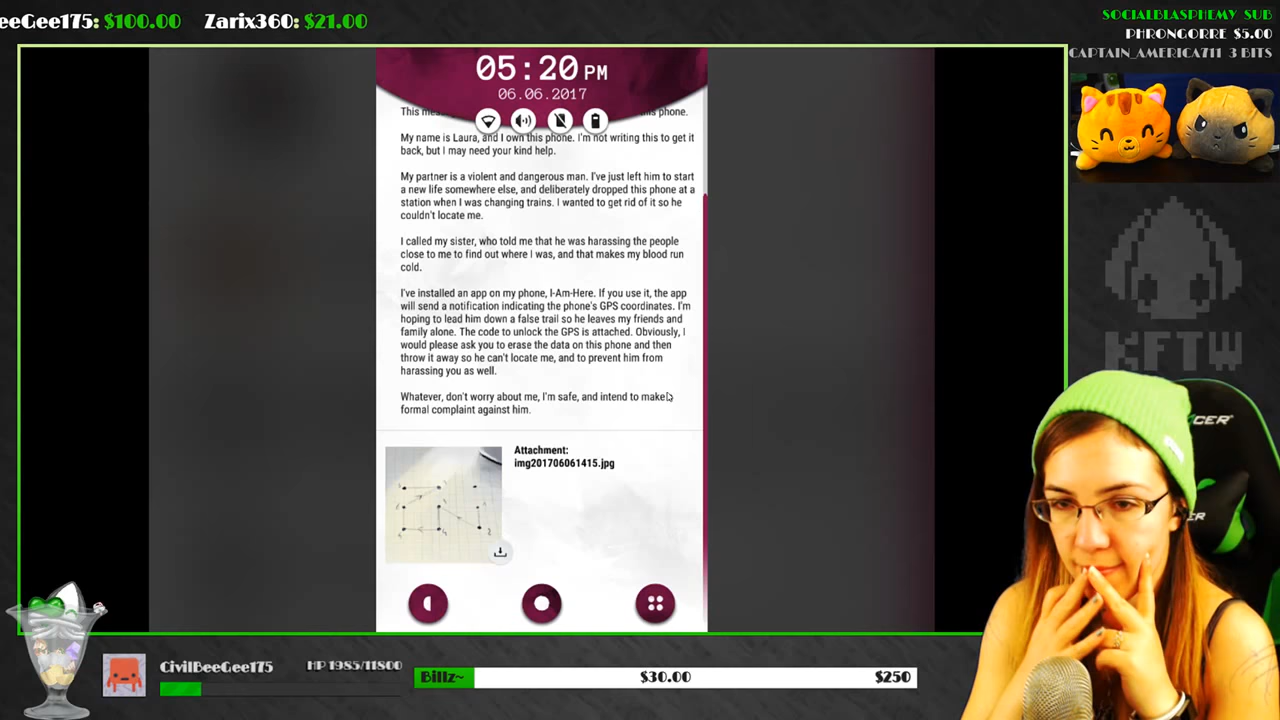 eeGee175: $100.00 Zarix360: $21.00
SOCIALBLASPHEMY SUB
PHRONGORRE $5.00
CAPTAIN_AMERICA711 3 BITS
05:20 PM
06.06.2017
This phone.
My name is Laura, and I own this phone. I'm not writing this to get it
back, but I may need your kind help.
My partner is a violent and dangerous man. I've just left him to start
a new life somewhere else, and deliberately dropped this phone at a
station when I was changing trains. I wanted to get rid of it so he
couldn't locate me.
I called my sister, who told me that he was harassing the people
close to me to find out where I was, and that makes my blood run
cold.
I've installed an app on my phone, I-Am-Here. If you use it, the app
will send a notification indicating the phone's GPS coordinates. I'm
hoping to lead him down a false trail so he leaves my friends and
family alone. The code to unlock the GPS is attached. Obviously, I
would please ask you to erase the data on this phone and then
throw it away so he can't locate me, and to prevent him from
harassing you as well.
Whatever, don't worry about me, I'm safe, and intend to make
formal complaint against him.
Attachment:
img201706061415.jpg
KFTW
CivilBeeGee175 HP 1985/11800
Billz~ $30.00 $250